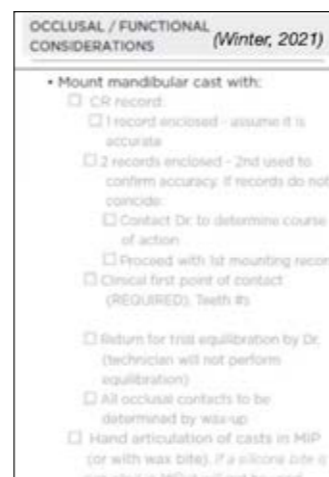 OCCLUSAL / FUNCTIONAL
CONSIDERATIONS (Winter, 2021)
• Mount mandibular cast with:
☐ CR record:
☐ 1 record enclosed - assume it is
accurate
☐ 2 records enclosed - 2nd used to
confirm accuracy. If records do not
coincide:
☐ Contact Dr. to determine course
of action
☐ Proceed with 1st mounting recor
☐ Clinical first point of contact
(REQUIRED). Teeth #s
☐ Return for trial equilibration by Dr.
(technician will not perform
equilibration)
☐ All occlusal contacts to be
determined by wax-up
☐ Hand articulation of casts in MIP
(or with wax bite). If a silicone bite is